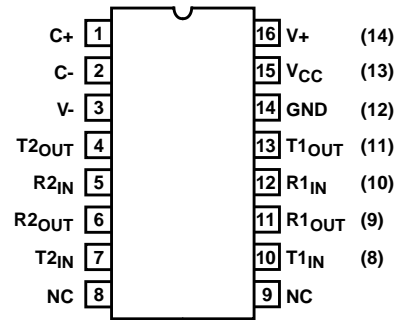 C+ 1 16 V+ (14)
C- 2 15 VCC (13)
V- 3 14 GND (12)
T2OUT 4 13 T1OUT (11)
R2IN 5 12 R1IN (10)
R2OUT 6 11 R1OUT (9)
T2IN 7 10 T1IN (8)
NC 8 9 NC